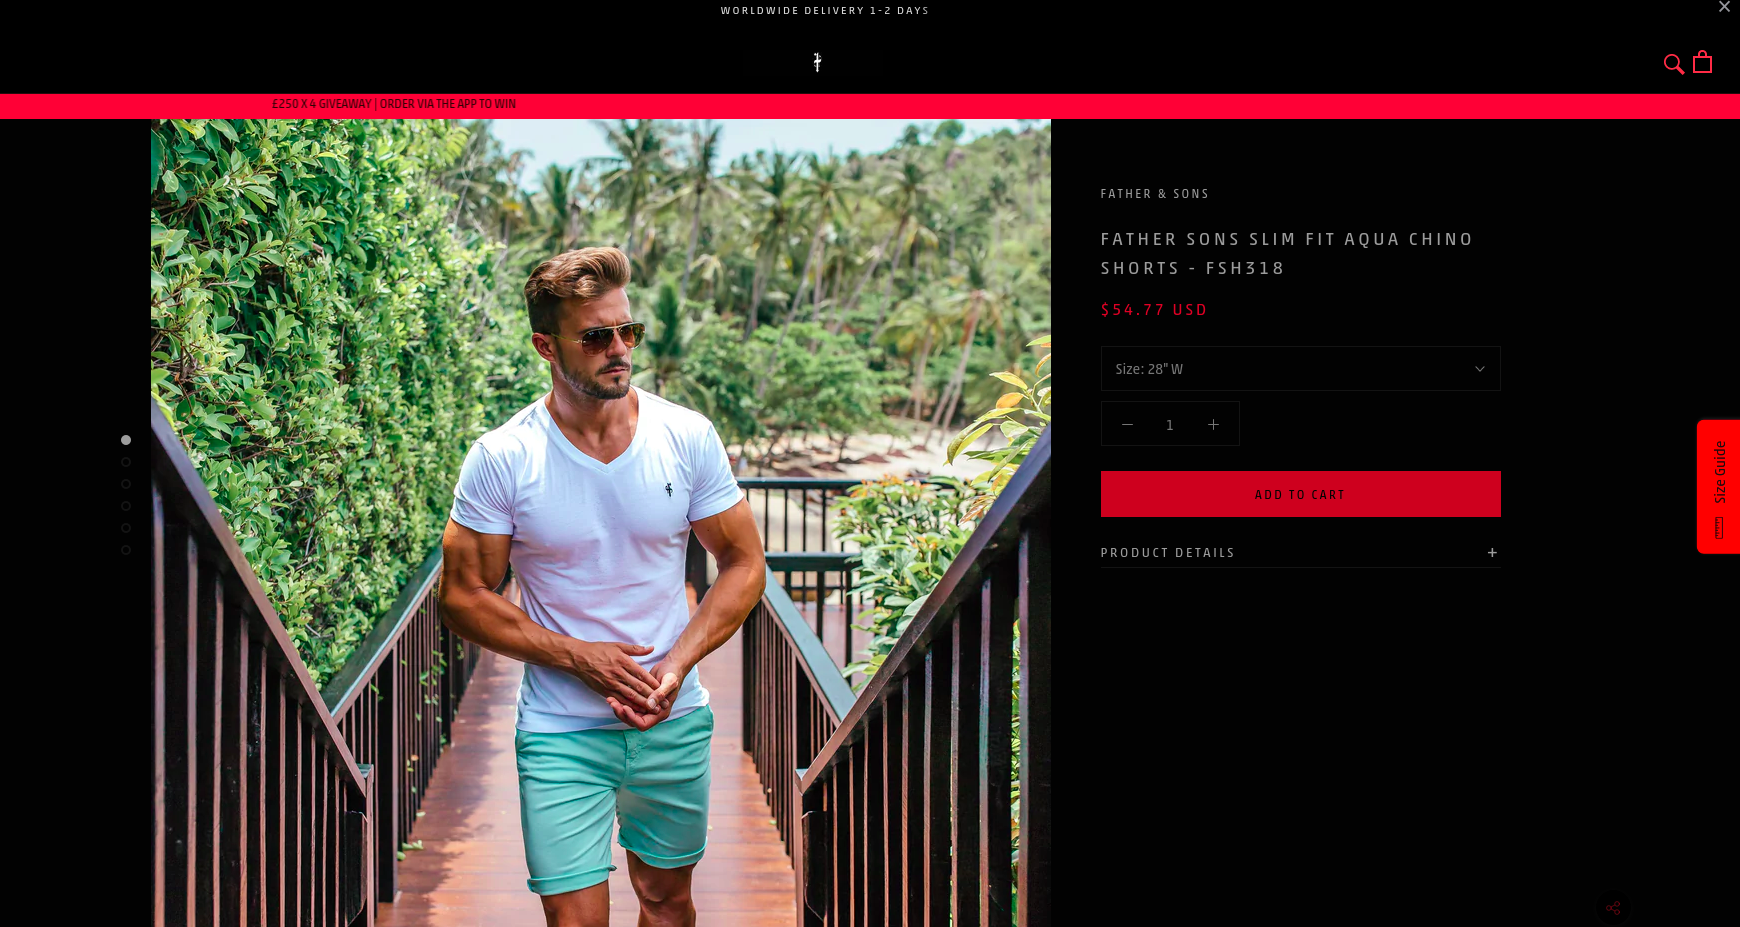 WORLDWIDE DELIVERY 1-2 DAYS
£250 X 4 GIVEAWAY | ORDER VIA THE APP TO WIN
FATHER & SONS
FATHER SONS SLIM FIT AQUA CHINO
SHORTS - FSH318
$54.77 USD
Size: 28" W
1
ADD TO CART
PRODUCT DETAILS
Size Guide